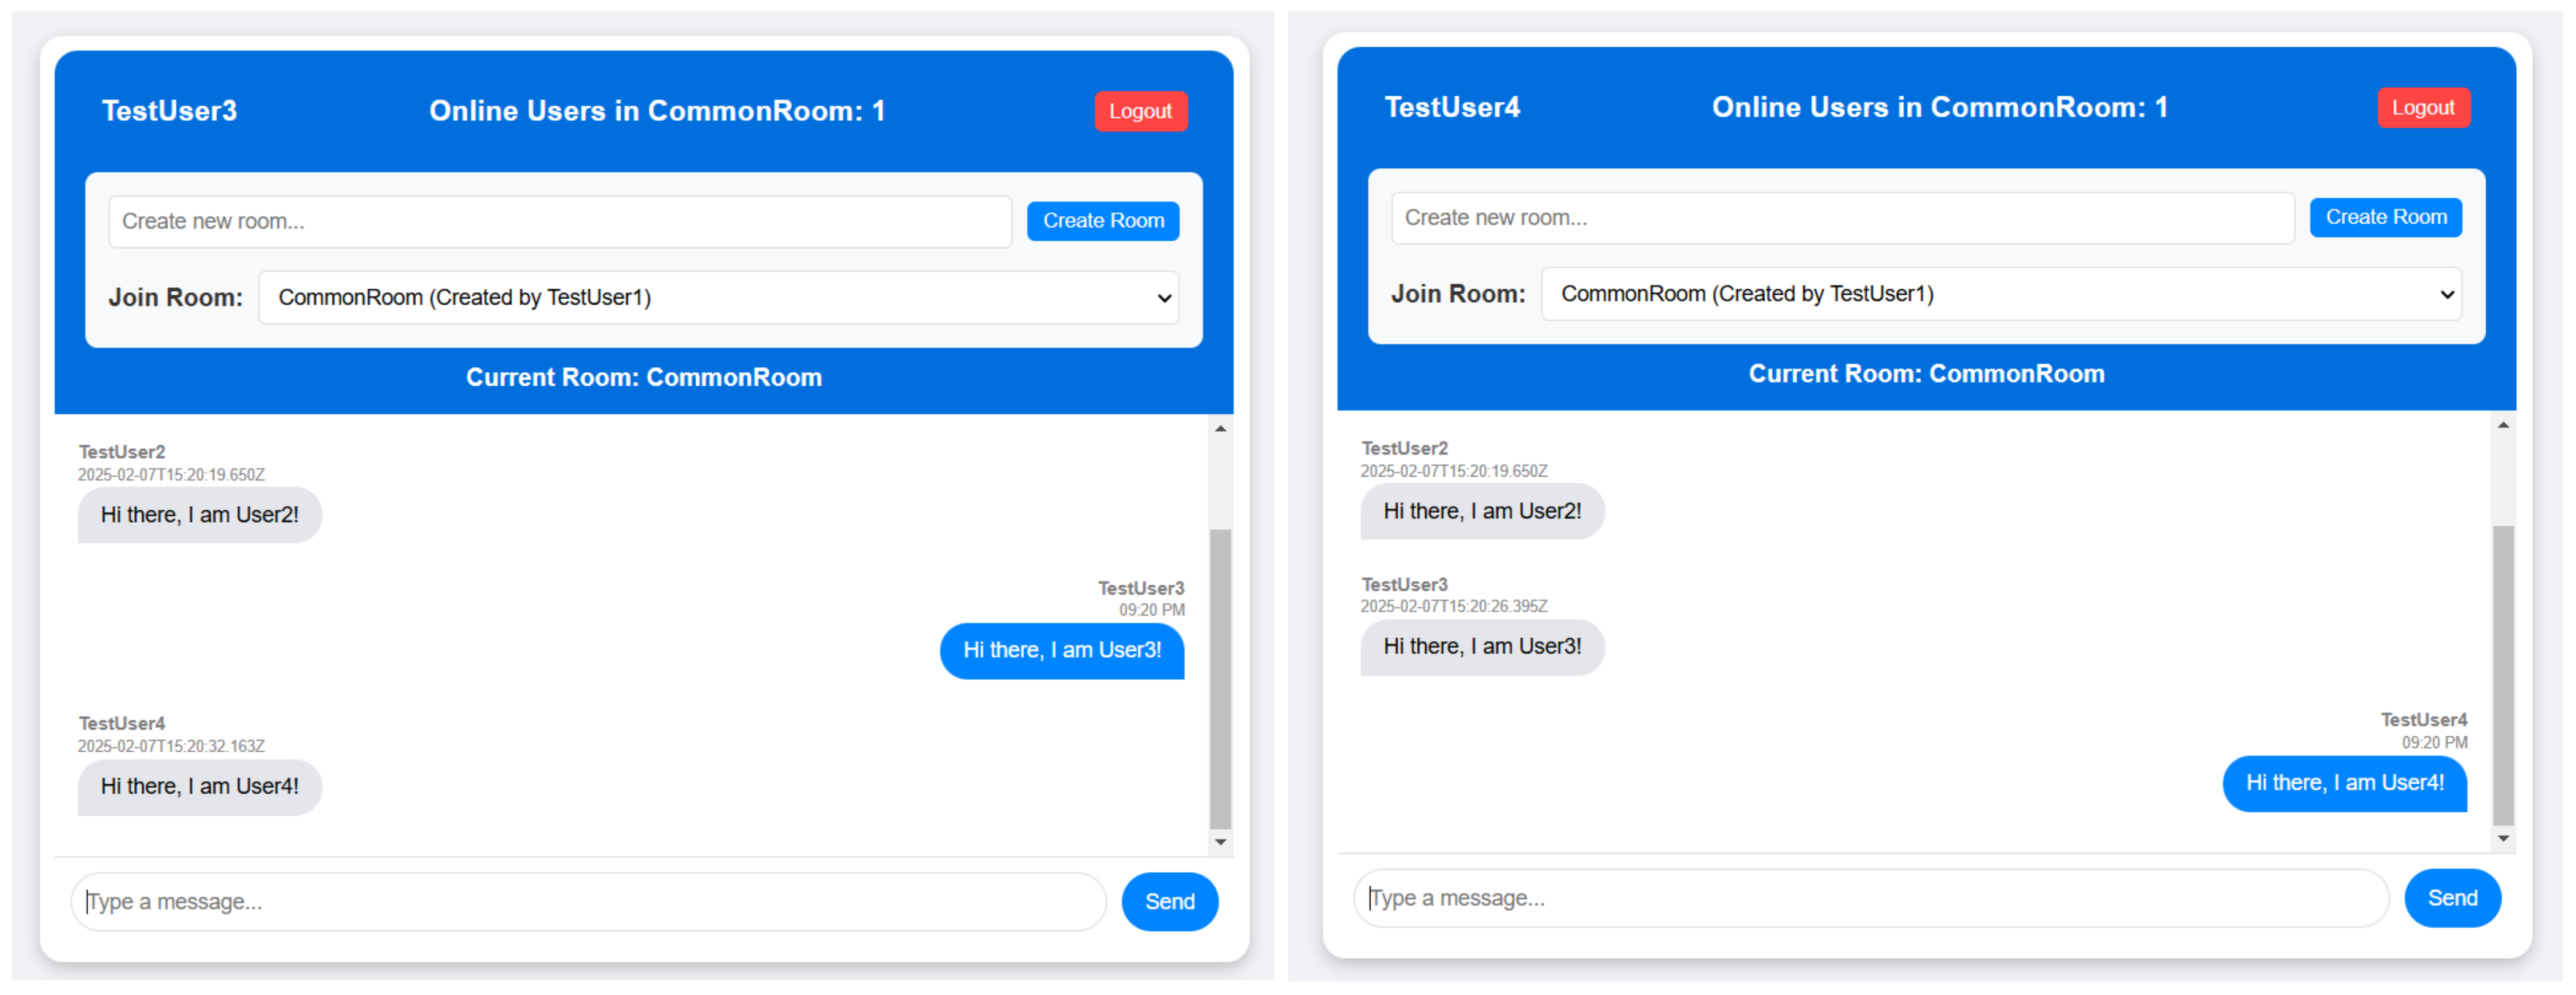 TestUser3
Online Users in CommonRoom: 1
Logout
Create new room...
Create Room
Join Room:
CommonRoom (Created by TestUser1)
Current Room: CommonRoom
TestUser2
2025-02-07T15:20:19.650Z
Hi there, I am User2!
TestUser3
09:20 PM
Hi there, I am User3!
TestUser4
2025-02-07T15:20:32.163Z
Hi there, I am User4!
Type a message...
Send
TestUser4
Online Users in CommonRoom: 1
Logout
Create new room...
Create Room
Join Room:
CommonRoom (Created by TestUser1)
Current Room: CommonRoom
TestUser2
2025-02-07T15:20:19.650Z
Hi there, I am User2!
TestUser3
2025-02-07T15:20:26.395Z
Hi there, I am User3!
TestUser4
09:20 PM
Hi there, I am User4!
Type a message...
Send